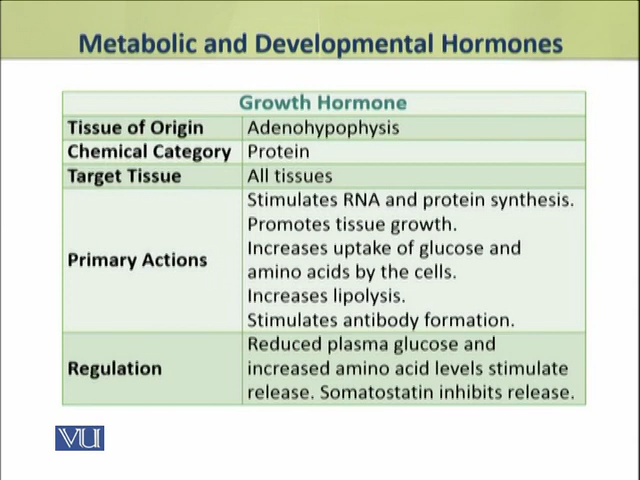 Metabolic and Developmental Hormones
Growth Hormone
Tissue of Origin Adenohypophysis
Chemical Category Protein
Target Tissue All tissues
Primary Actions
Stimulates RNA and protein synthesis.
Promotes tissue growth.
Increases uptake of glucose and
amino acids by the cells.
Increases lipolysis.
Stimulates antibody formation.
Regulation
Reduced plasma glucose and
increased amino acid levels stimulate
release. Somatostatin inhibits release.
VU